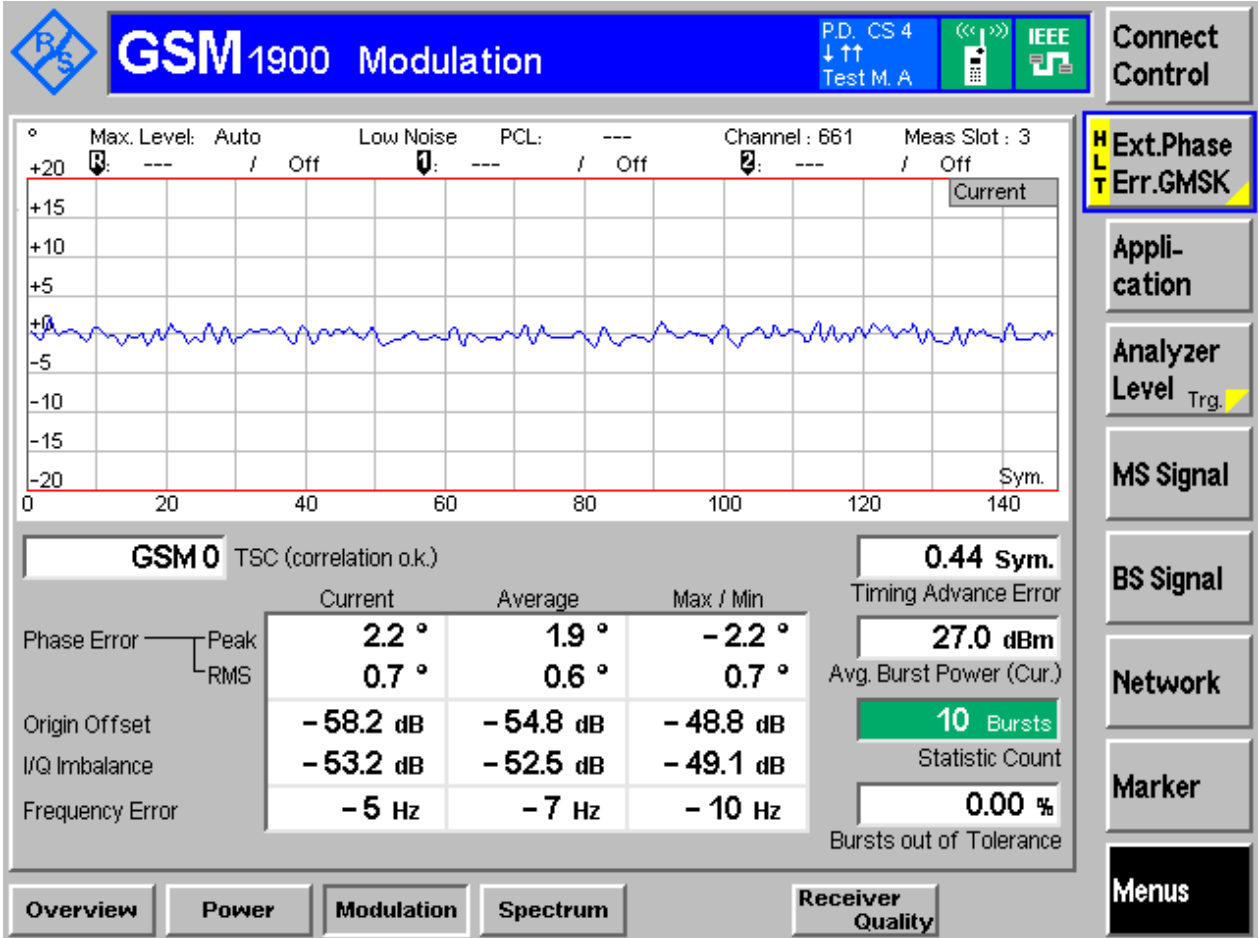 R/S GSM 1900 Modulation P.D. CS 4 IEEE
↓ ↑↑
Test M. A
Connect
Control
° Max. Level: Auto Low Noise PCL: --- Channel : 661 Meas Slot : 3
+20 R: --- / Off 1: --- / Off 2: --- / Off
Current
+15
+10
+5
+0
-5
-10
-15
-20 Sym.
0 20 40 60 80 100 120 140
GSM 0 TSC (correlation o.k.)
Current Average Max / Min
Phase Error Peak 2.2 ° 1.9 ° -2.2 °
RMS 0.7 ° 0.6 ° 0.7 °
Origin Offset -58.2 dB -54.8 dB -48.8 dB
I/Q Imbalance -53.2 dB -52.5 dB -49.1 dB
Frequency Error -5 Hz -7 Hz -10 Hz
0.44 Sym.
Timing Advance Error
27.0 dBm
Avg. Burst Power (Cur.)
10 Bursts
Statistic Count
0.00 %
Bursts out of Tolerance
HLT
Ext.Phase
Err.GMSK
Appli-
cation
Analyzer
Level Trg.
MS Signal
BS Signal
Network
Marker
Menus
Overview Power Modulation Spectrum Receiver
Quality